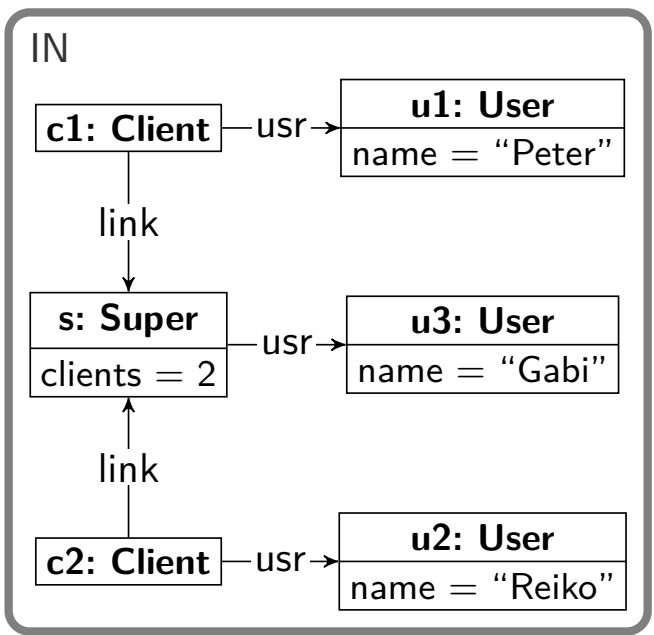 IN
c1: Client
usr
u1: User
name = “Peter”
link
s: Super
clients = 2
usr
u3: User
name = “Gabi”
link
c2: Client
usr
u2: User
name = “Reiko”